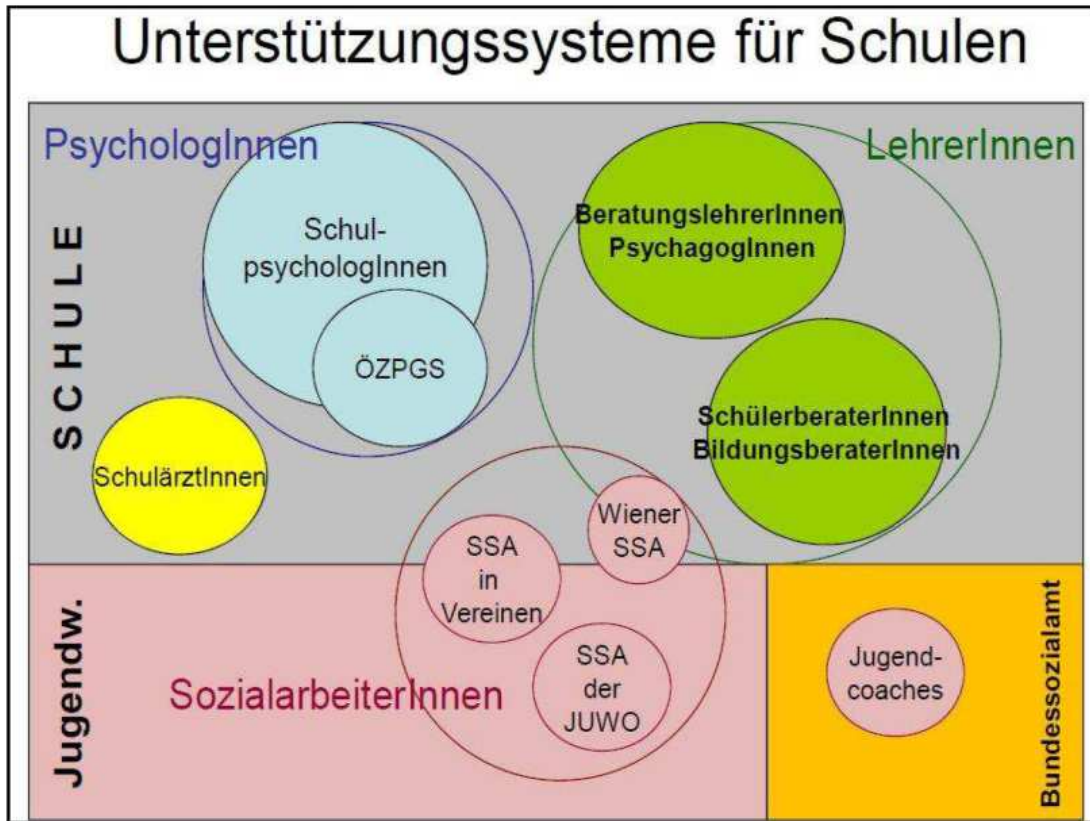 Unterstützungssysteme für Schulen
PsychologInnen
LehrerInnen
SCHULE
Schul-
psychologInnen
ÖZPGS
BeratungslehrerInnen
PsychagogInnen
SchülerberaterInnen
BildungsberaterInnen
SchulärztInnen
Wiener
SSA
SSA
in
Vereinen
SSA
der
JUWO
SozialarbeiterInnen
Jugendw.
Jugend-
coaches
Bundessozialamt